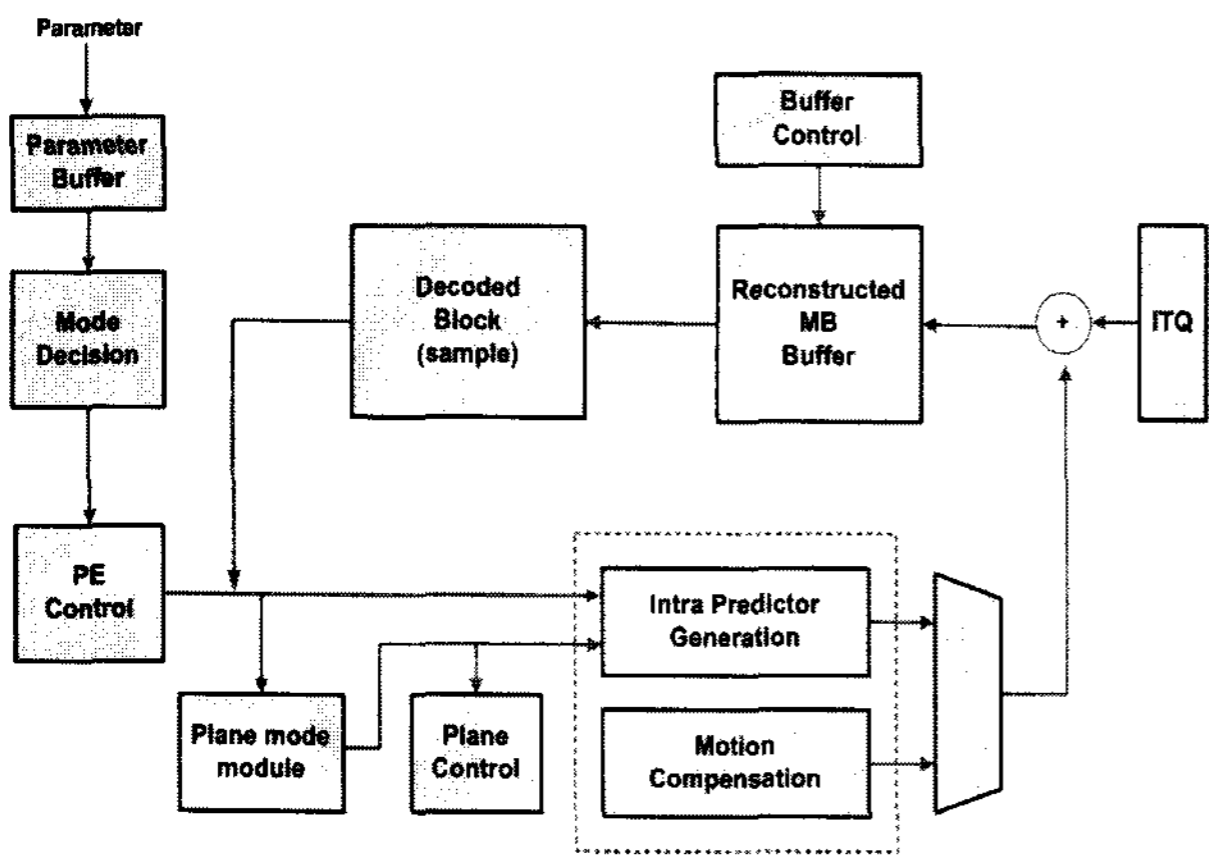 Parameter
Parameter
Buffer
Mode
Decision
PE
Control
Buffer
Control
Decoded
Block
(sample)
Reconstructed
MB
Buffer
+
ITQ
Intra Predictor
Generation
Plane mode
module
Plane
Control
Motion
Compensation